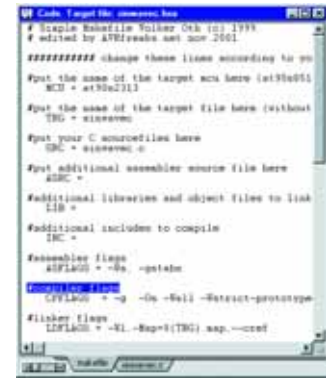 Code: Target file: sinewave.hex
# Simple Makefile Volker Oth (c) 1999
# edited by AVRfreaks.net nov.2001
########### change these lines according to yo
#put the name of the target mcu here (at90s851
MCU = at90s2313
#put the name of the target file here (without
TRG =
#put your C sourcefiles here
SRC =
#put additional assembler source file here
ASRC =
#additional libraries and object files to link
LIB =
#additional includes to compile
INC =
#assembler flags
ASFLAGS = -Wa, -gstabs
#compiler flags
CPFLAGS = -g -Os -Wall -Wstrict-prototype
#linker flags
LDFLAGS = -Wl,-Map=$(TRG).map,--cref
makefile